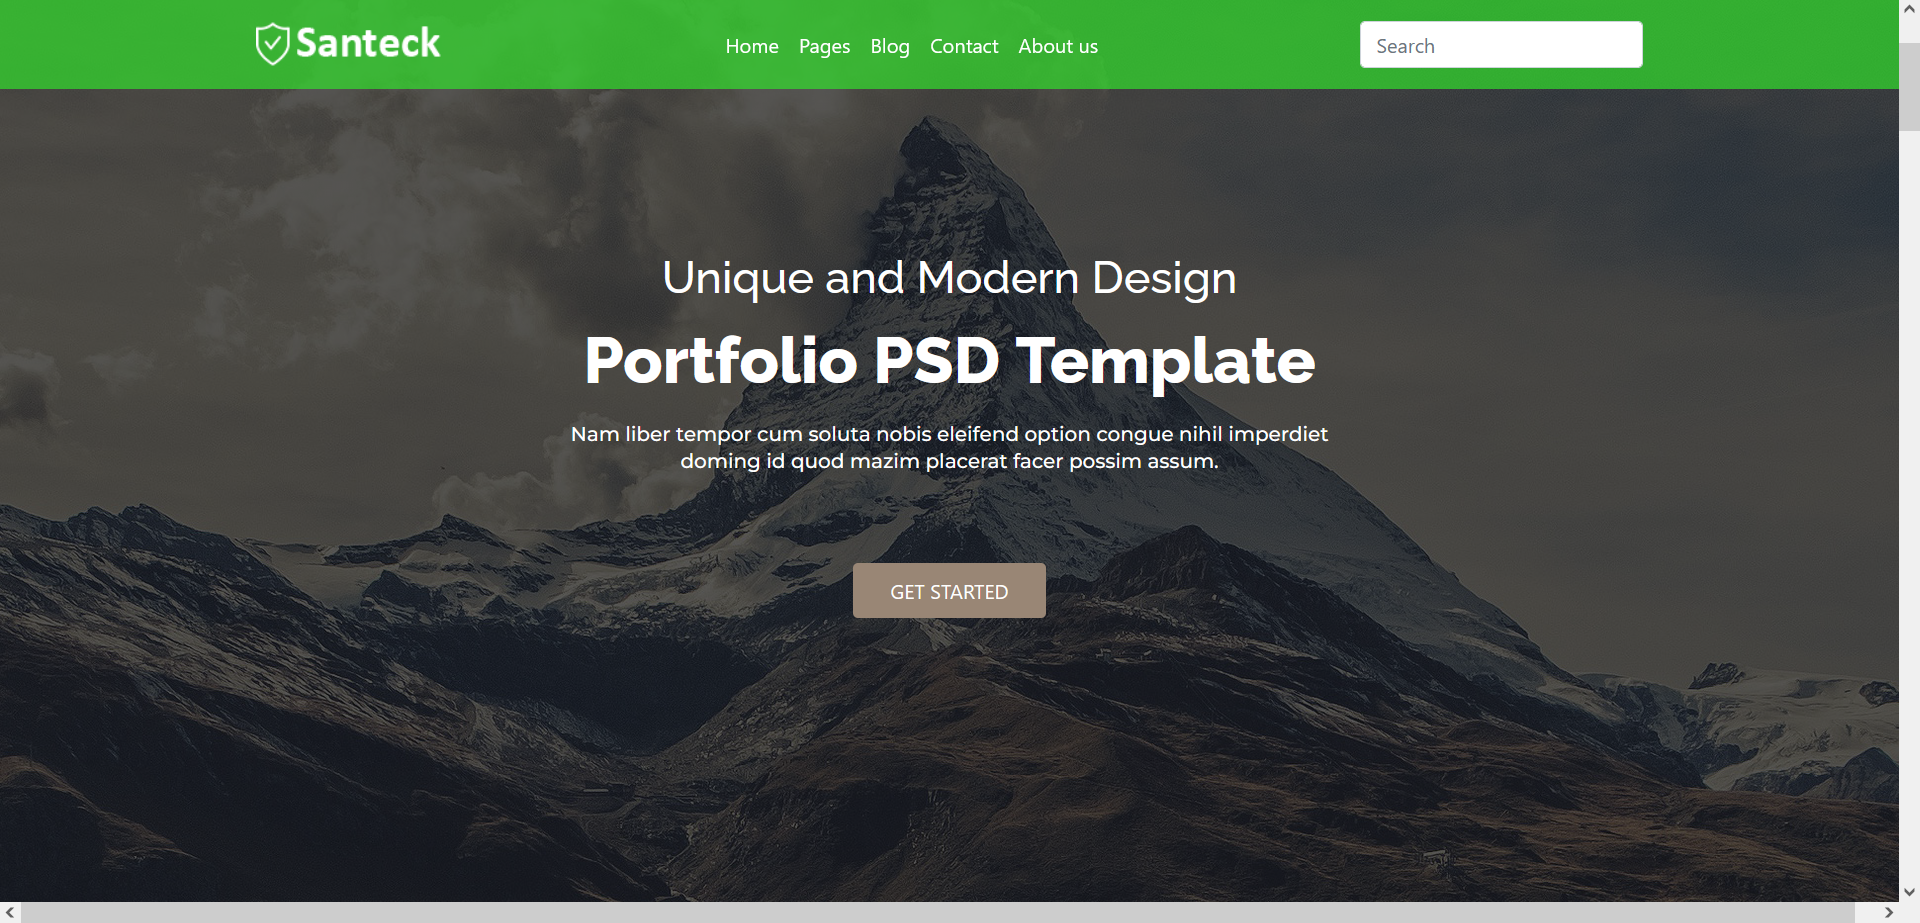 Santeck
Home Pages Blog Contact About us
Search
Unique and Modern Design
Portfolio PSD Template
Nam liber tempor cum soluta nobis eleifend option congue nihil imperdiet
doming id quod mazim placerat facer possim assum.
GET STARTED